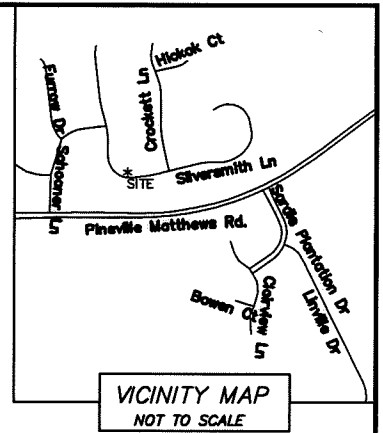 Hickok Ct
Furrow Dr
Crockett Ln
Schooner Ln
*
SITE
Silversmith Ln
Pineville Matthews Rd.
Sardis Plantation Dr
Clairview Ln
Bowen Ct
Linville Dr
VICINITY MAP
NOT TO SCALE